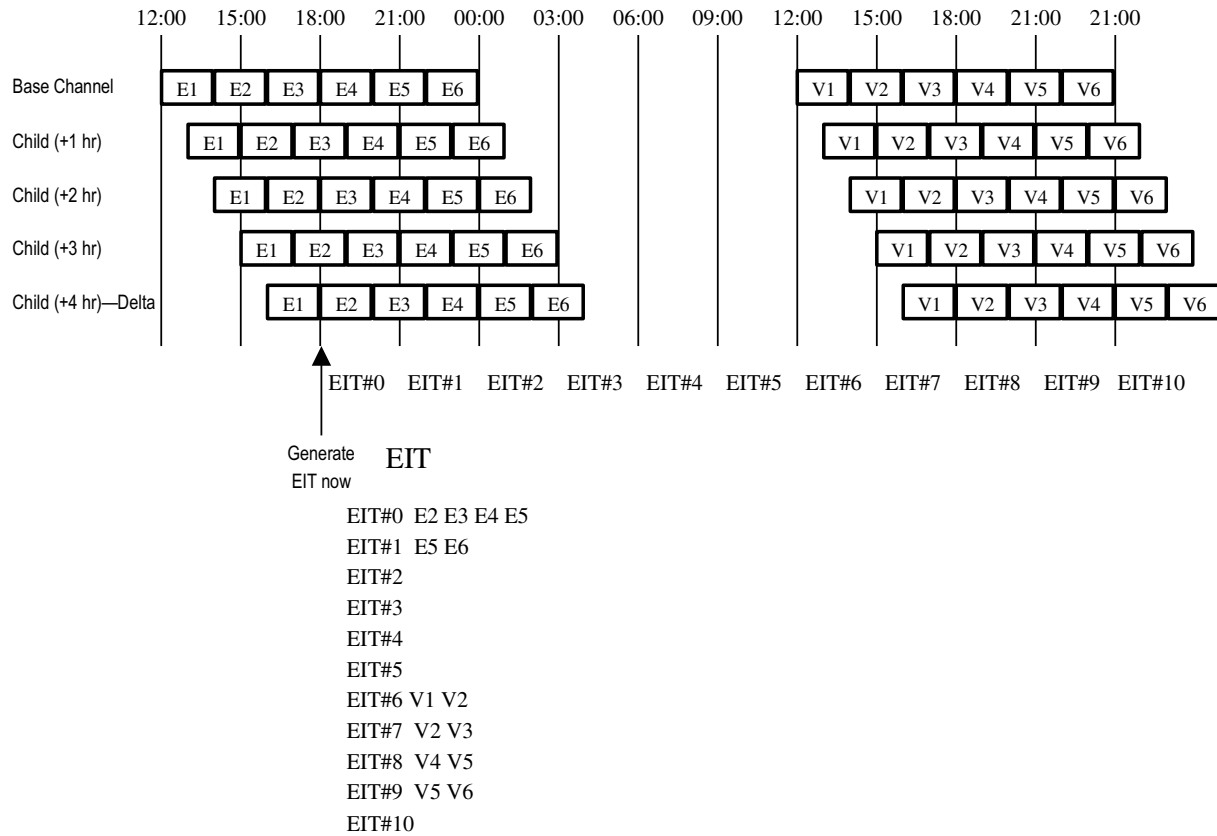 12:00 15:00 18:00 21:00 00:00 03:00 06:00 09:00 12:00 15:00 18:00 21:00 21:00
Base Channel E1 E2 E3 E4 E5 E6 V1 V2 V3 V4 V5 V6
Child (+1 hr) E1 E2 E3 E4 E5 E6 V1 V2 V3 V4 V5 V6
Child (+2 hr) E1 E2 E3 E4 E5 E6 V1 V2 V3 V4 V5 V6
Child (+3 hr) E1 E2 E3 E4 E5 E6 V1 V2 V3 V4 V5 V6
Child (+4 hr)—Delta E1 E2 E3 E4 E5 E6 V1 V2 V3 V4 V5 V6
EIT#0 EIT#1 EIT#2 EIT#3 EIT#4 EIT#5 EIT#6 EIT#7 EIT#8 EIT#9 EIT#10
Generate
EIT now
EIT
EIT#0 E2 E3 E4 E5
EIT#1 E5 E6
EIT#2
EIT#3
EIT#4
EIT#5
EIT#6 V1 V2
EIT#7 V2 V3
EIT#8 V4 V5
EIT#9 V5 V6
EIT#10